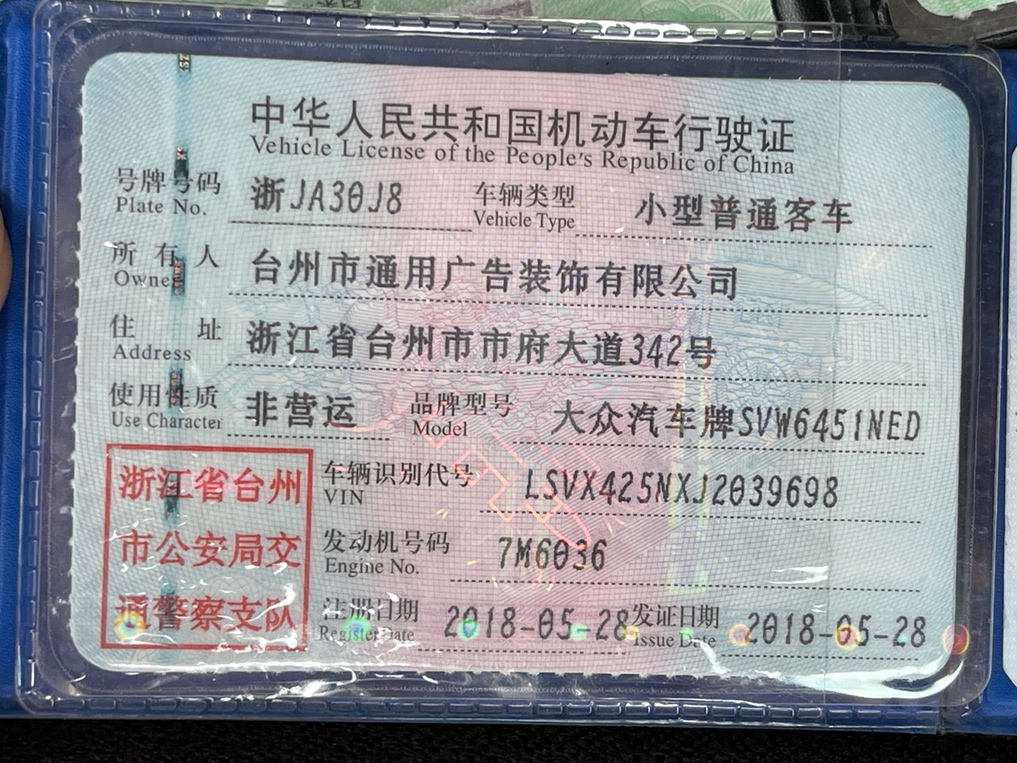 中华人民共和国机动车行驶证
Vehicle License of the People's Republic of China
号牌号码 浙JA30J8 车辆类型 小型普通客车
Plate No. Vehicle Type
所有人 台州市通用广告装饰有限公司
Owner
住址 浙江省台州市市府大道342号
Address
使用性质 非营运 品牌型号 大众汽车牌SVW6451NED
Use Character Model
浙江省台州
市公安局交
通警察支队
车辆识别代号 LSVX425NXJ2039698
VIN
发动机号码 7M6036
Engine No.
注册日期 2018-05-28 发证日期 2018-05-28
Register Date Issue Date